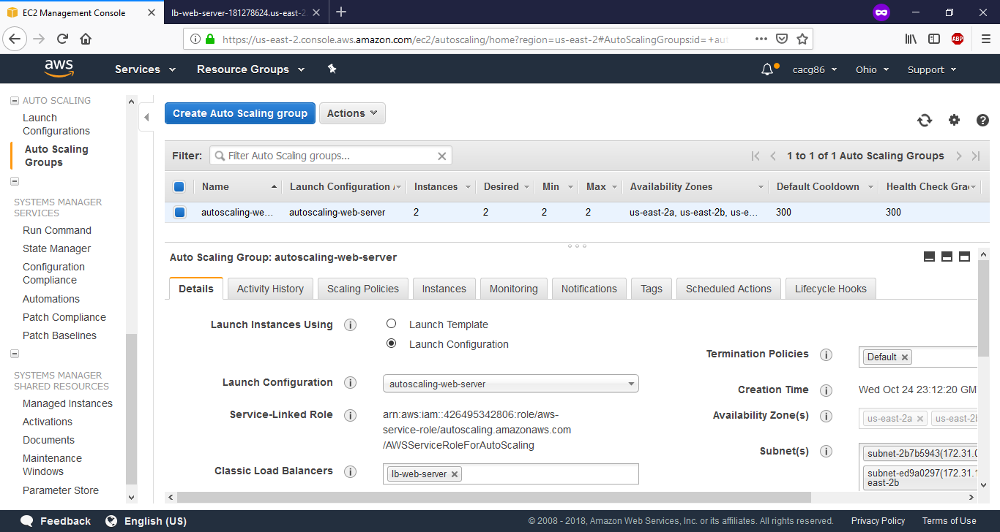 EC2 Management Console
lb-web-server-181278624.us-east-2.
https://us-east-2.console.aws.amazon.com/ec2/autoscaling/home?region=us-east-2#AutoScalingGroups:id=+aut
ABP
aws
Services
Resource Groups
cacg86
Ohio
Support
AUTO SCALING
Launch
Configurations
Auto Scaling
Groups
SYSTEMS MANAGER
SERVICES
Run Command
State Manager
Configuration
Compliance
Automations
Patch Compliance
Patch Baselines
SYSTEMS MANAGER
SHARED RESOURCES
Managed Instances
Activations
Documents
Maintenance
Windows
Parameter Store
Create Auto Scaling group
Actions
Filter:
Filter Auto Scaling groups...
1 to 1 of 1 Auto Scaling Groups
Name
Launch Configuration /
Instances
Desired
Min
Max
Availability Zones
Default Cooldown
Health Check Grac
autoscaling-we...
autoscaling-web-server
2
2
2
2
us-east-2a, us-east-2b, us-e...
300
300
Auto Scaling Group: autoscaling-web-server
Details
Activity History
Scaling Policies
Instances
Monitoring
Notifications
Tags
Scheduled Actions
Lifecycle Hooks
Launch Instances Using
Launch Template
Launch Configuration
Launch Configuration
autoscaling-web-server
Service-Linked Role
arn:aws:iam::426495342806:role/aws-
service-role/autoscaling.amazonaws.com
/AWSServiceRoleForAutoScaling
Classic Load Balancers
lb-web-server
Termination Policies
Default
Creation Time
Wed Oct 24 23:12:20 GM
Availability Zone(s)
us-east-2a
us-east-2b
Subnet(s)
subnet-2b7b5943(172.31.0
subnet-ed9a0297(172.31.1
east-2b
Feedback
English (US)
© 2008 - 2018, Amazon Web Services, Inc. or its affiliates. All rights reserved.
Privacy Policy
Terms of Use